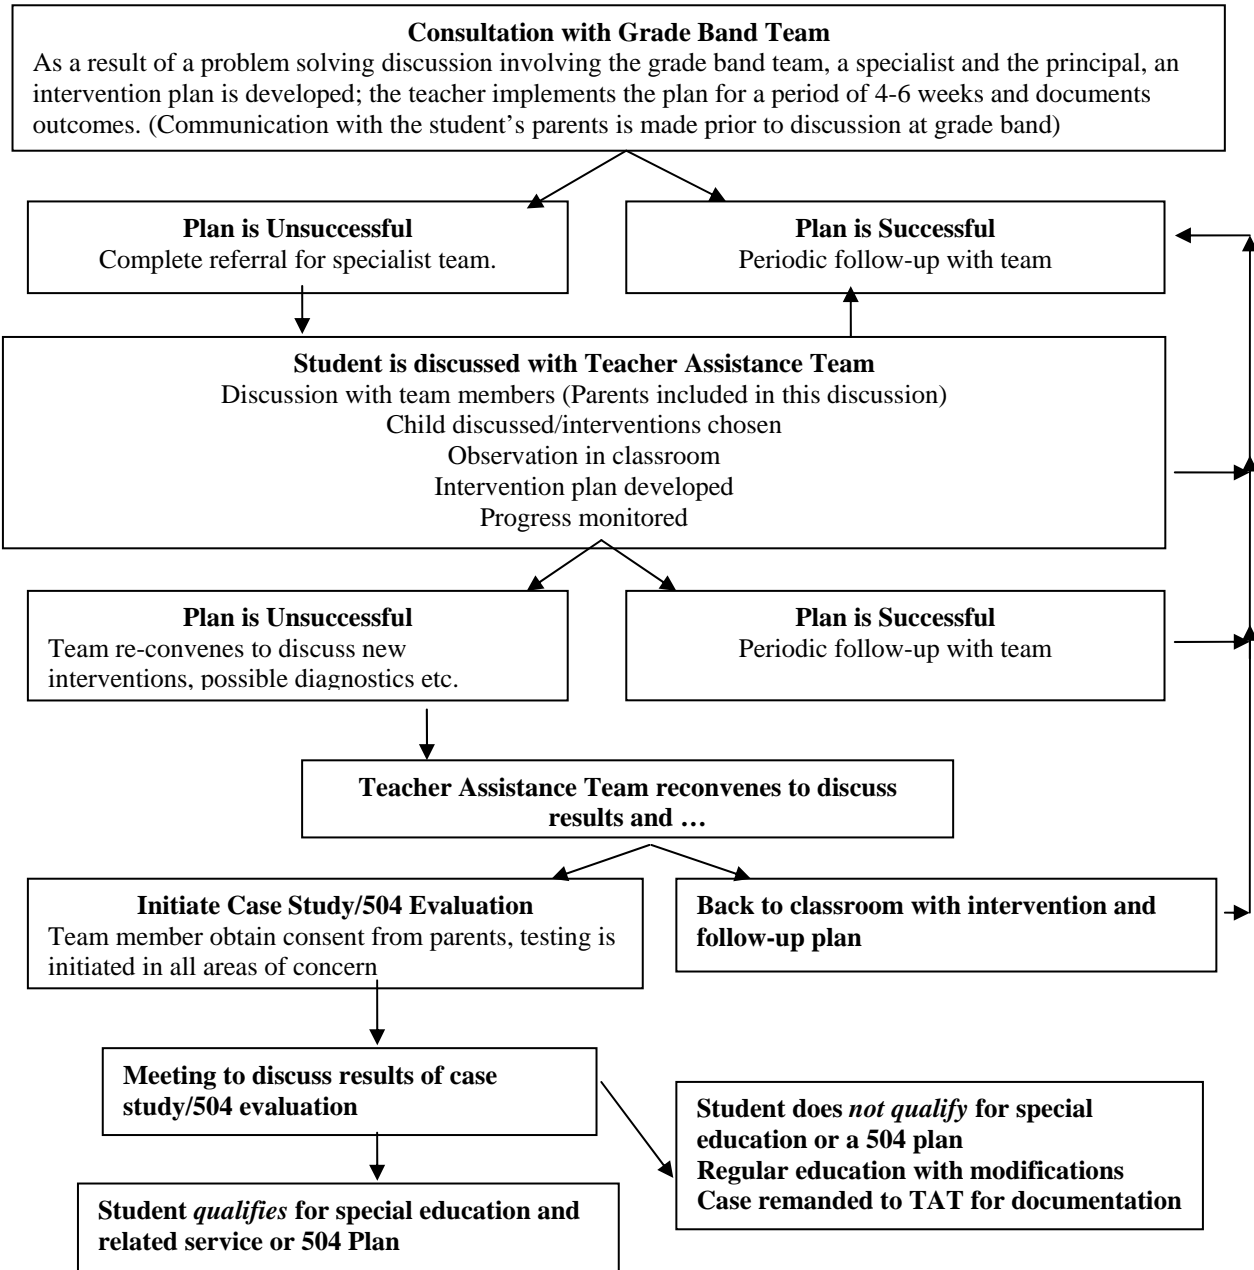 Consultation with Grade Band Team
As a result of a problem solving discussion involving the grade band team, a specialist and the principal, an
intervention plan is developed; the teacher implements the plan for a period of 4-6 weeks and documents
outcomes. (Communication with the student’s parents is made prior to discussion at grade band)
Plan is Unsuccessful
Complete referral for specialist team.
Plan is Successful
Periodic follow-up with team
Student is discussed with Teacher Assistance Team
Discussion with team members (Parents included in this discussion)
Child discussed/interventions chosen
Observation in classroom
Intervention plan developed
Progress monitored
Plan is Unsuccessful
Team re-convenes to discuss new
interventions, possible diagnostics etc.
Plan is Successful
Periodic follow-up with team
Teacher Assistance Team reconvenes to discuss
results and …
Initiate Case Study/504 Evaluation
Team member obtain consent from parents, testing is
initiated in all areas of concern
Back to classroom with intervention and
follow-up plan
Meeting to discuss results of case
study/504 evaluation
Student does not qualify for special
education or a 504 plan
Regular education with modifications
Case remanded to TAT for documentation
Student qualifies for special education and
related service or 504 Plan